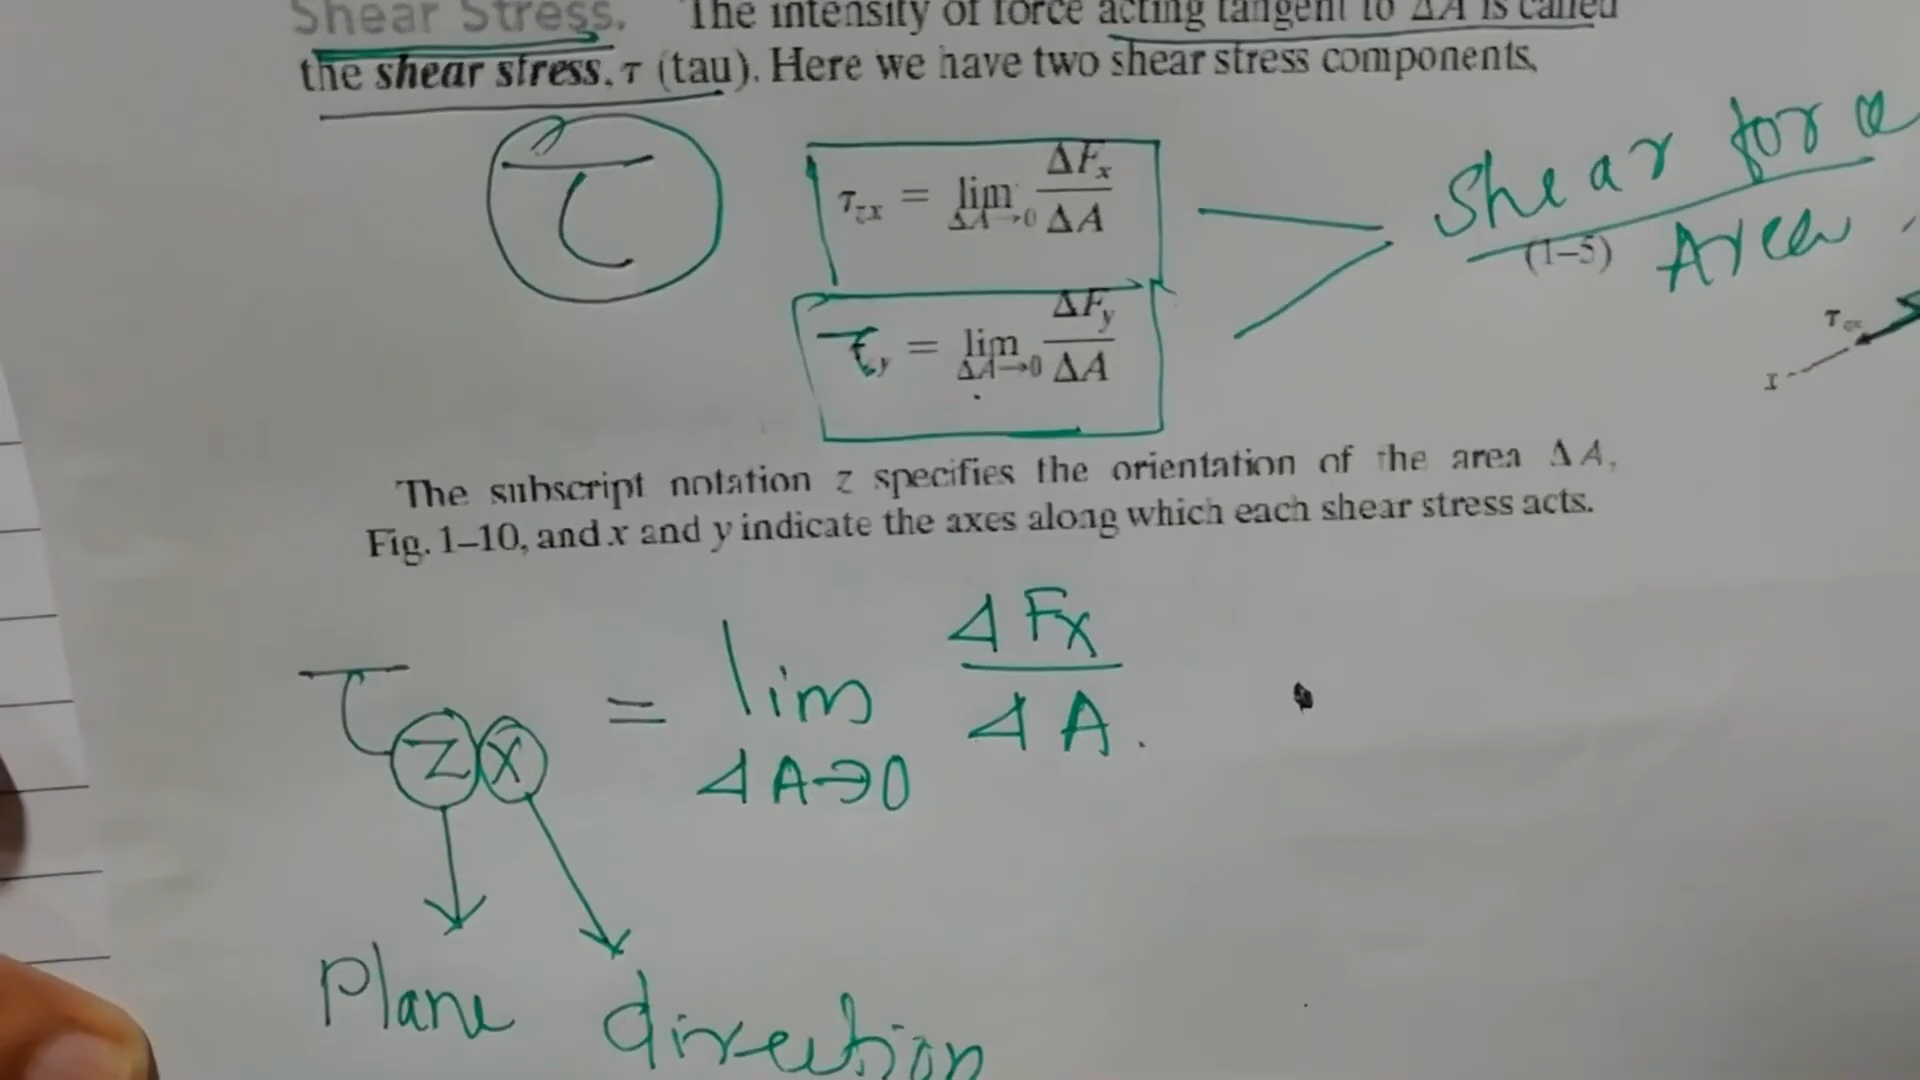 Shear Stress. The intensity of force acting tangent to ΔA is called
the shear stress, τ (tau). Here we have two shear stress components,
τ
τzx = lim ΔA→0 ΔFx / ΔA
Shear force
Area
(1–5)
τzy = lim ΔA→0 ΔFy / ΔA
x
The subscript notation z specifies the orientation of the area ΔA,
Fig. 1–10, and x and y indicate the axes along which each shear stress acts.
τzx = lim ΔA→0 ΔFx / ΔA.
Plane direction